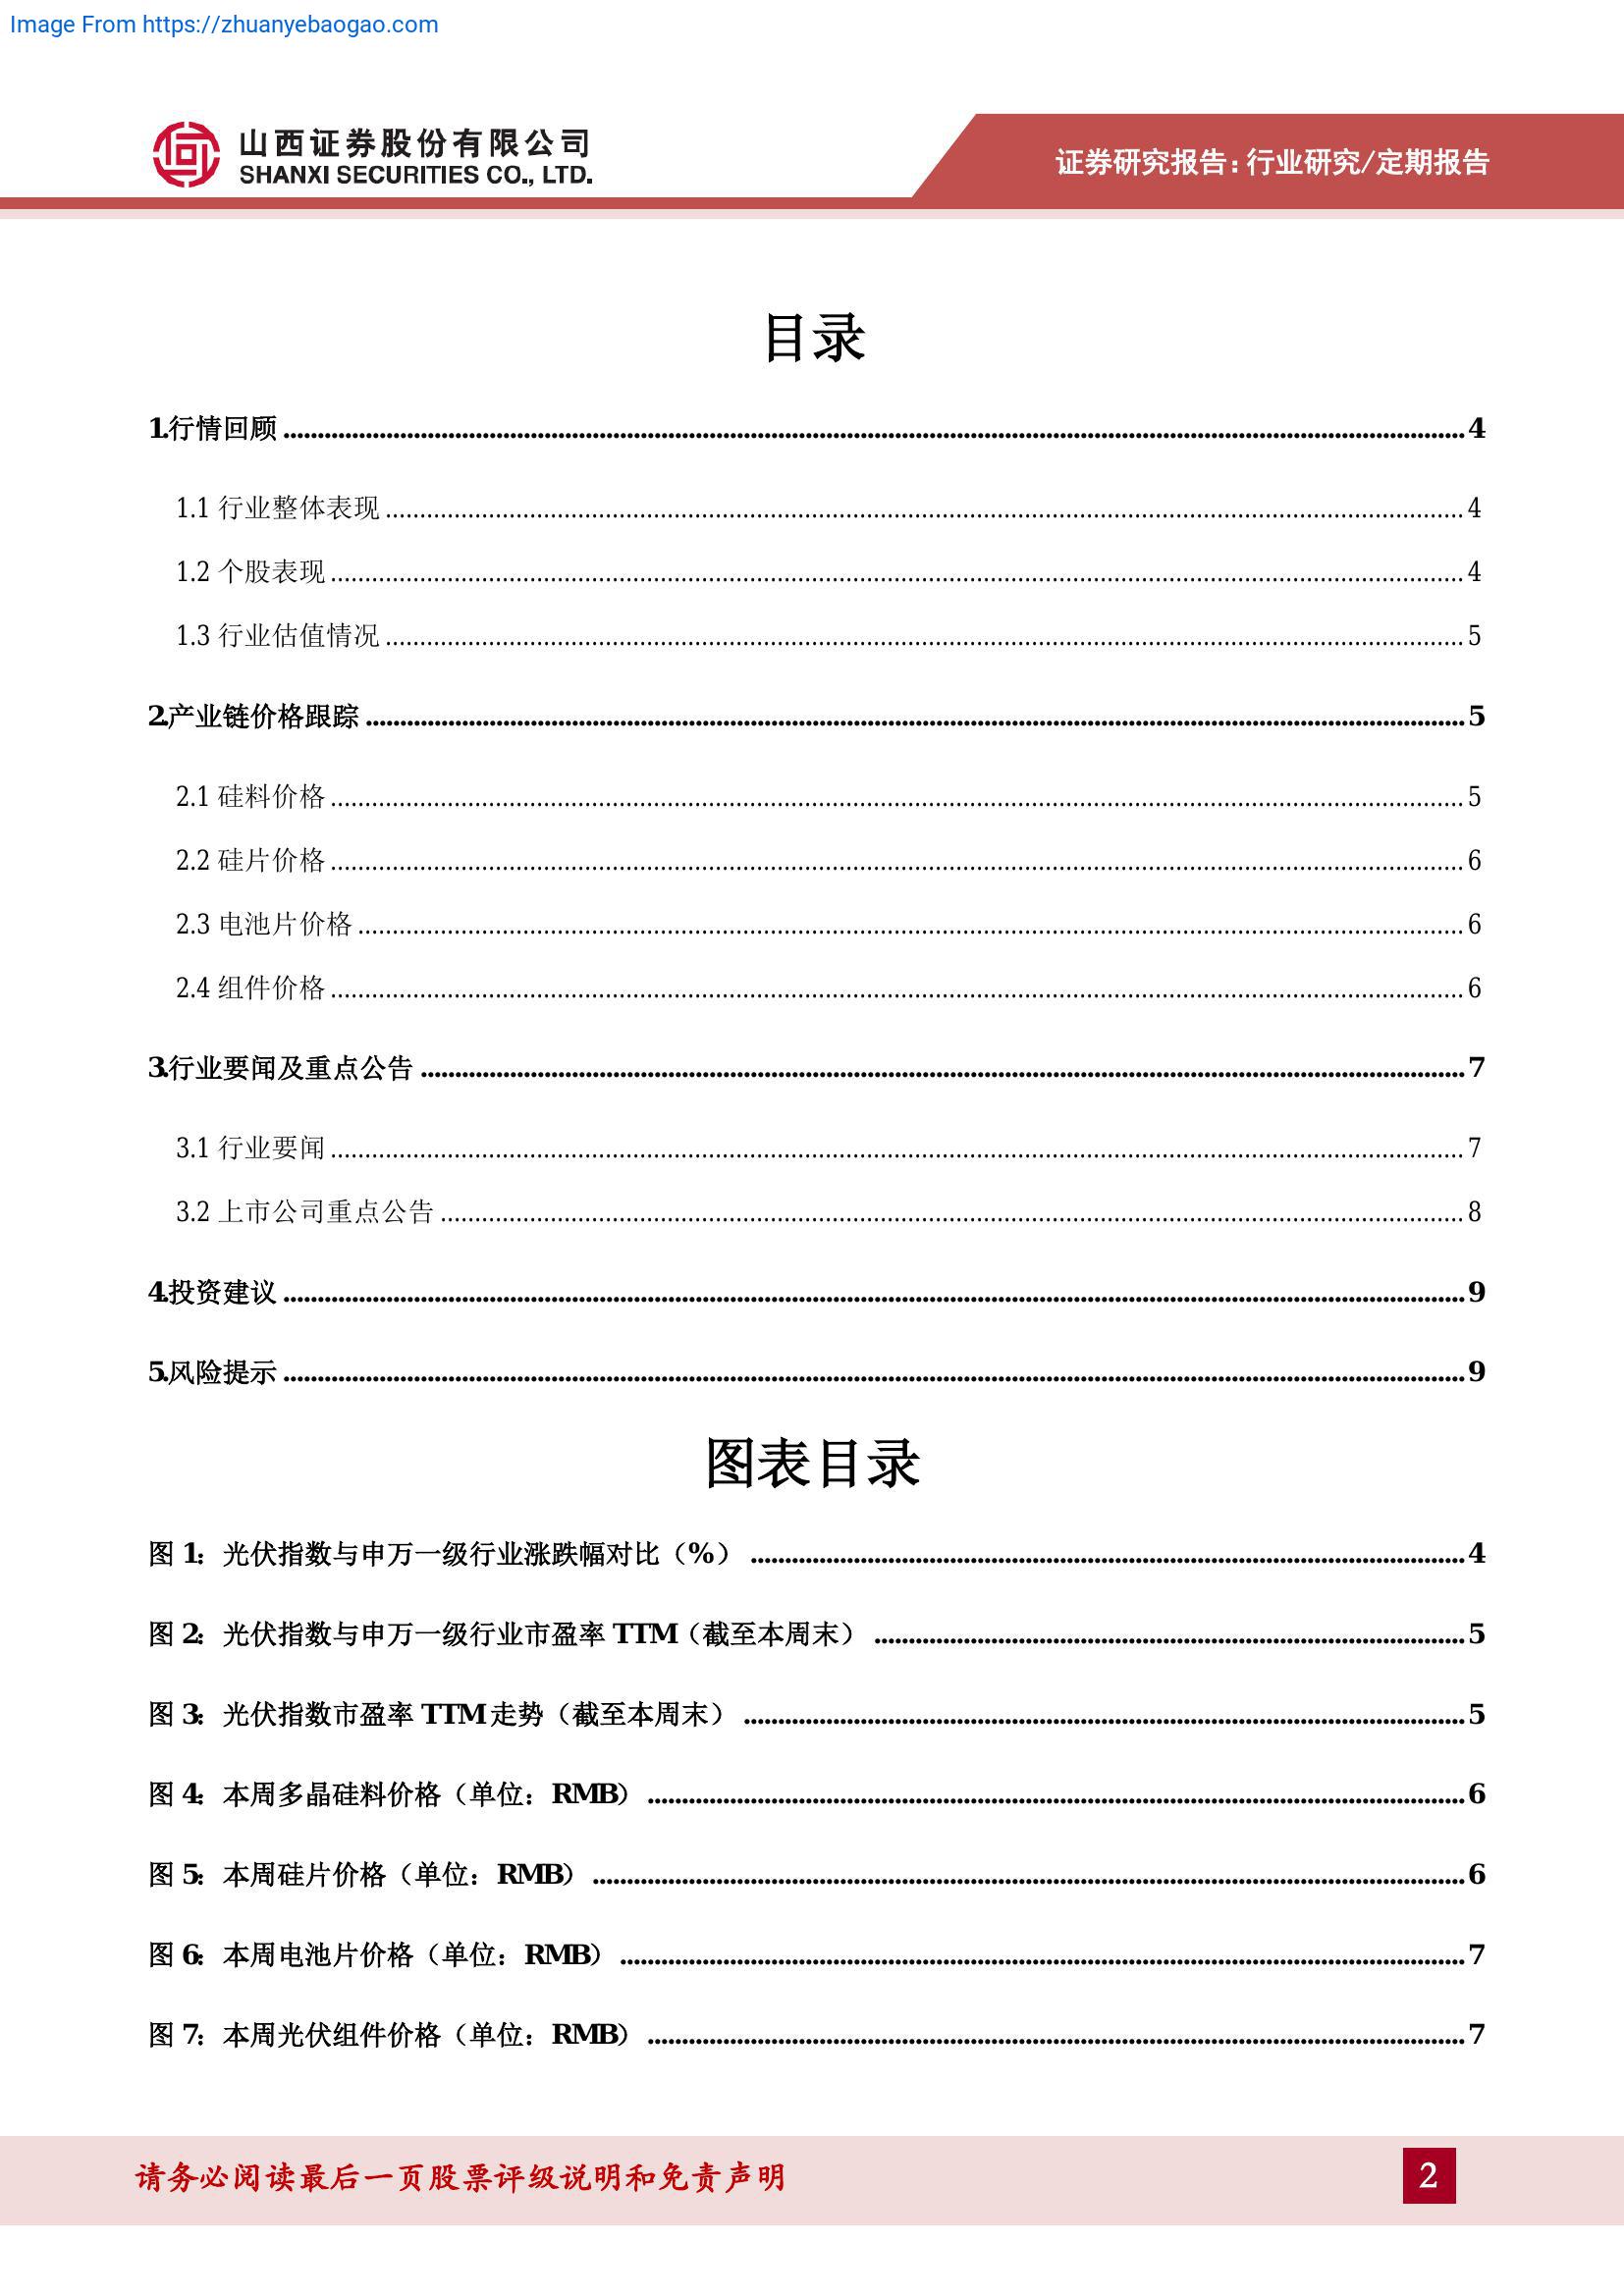 Image From https://zhuanyebaogao.com
山西证券股份有限公司
SHANXI SECURITIES CO., LTD.
证券研究报告:行业研究/定期报告
目录
1.行情回顾 ........................................ 4
1.1 行业整体表现 ........................................ 4
1.2 个股表现 ........................................ 4
1.3 行业估值情况 ........................................ 5
2.产业链价格跟踪 ........................................ 5
2.1 硅料价格 ........................................ 5
2.2 硅片价格 ........................................ 6
2.3 电池片价格 ........................................ 6
2.4 组件价格 ........................................ 6
3.行业要闻及重点公告 ........................................ 7
3.1 行业要闻 ........................................ 7
3.2 上市公司重点公告 ........................................ 8
4.投资建议 ........................................ 9
5.风险提示 ........................................ 9
图表目录
图 1：光伏指数与申万一级行业涨跌幅对比（%） ........................................ 4
图 2：光伏指数与申万一级行业市盈率 TTM（截至本周末） ........................................ 5
图 3：光伏指数市盈率 TTM 走势（截至本周末） ........................................ 5
图 4：本周多晶硅料价格（单位：RMB） ........................................ 6
图 5：本周硅片价格（单位：RMB） ........................................ 6
图 6：本周电池片价格（单位：RMB） ........................................ 7
图 7：本周光伏组件价格（单位：RMB） ........................................ 7
请务必阅读最后一页股票评级说明和免责声明
2